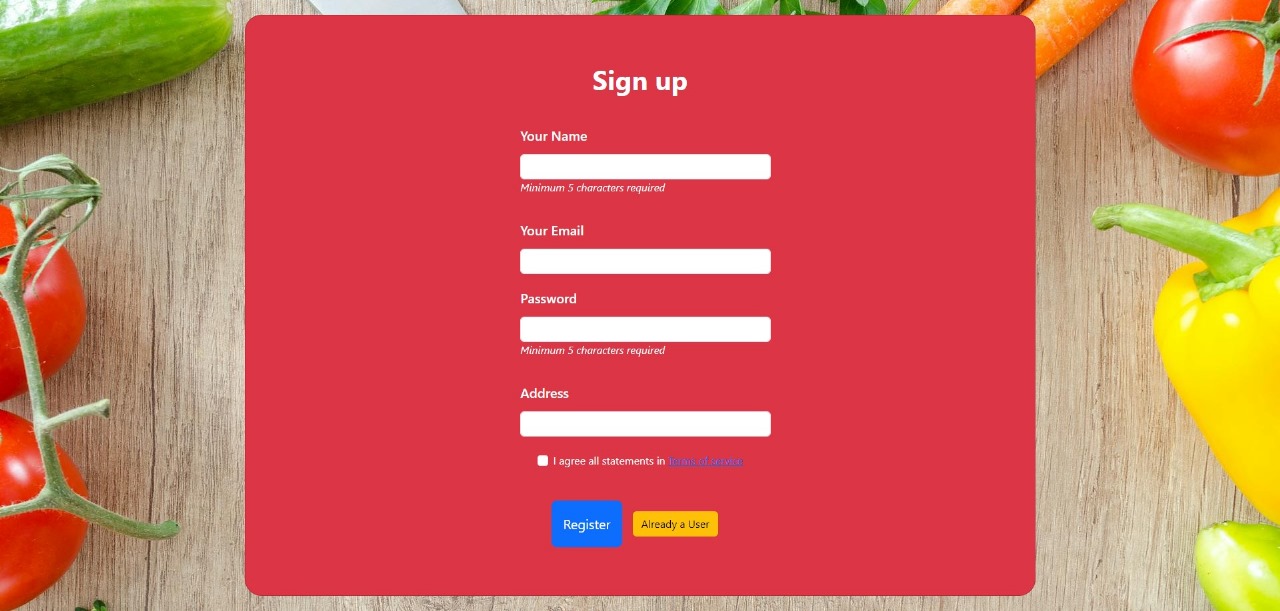 Sign up
Your Name
Minimum 5 characters required
Your Email
Password
Minimum 5 characters required
Address
I agree all statements in Terms of service
Register
Already a User